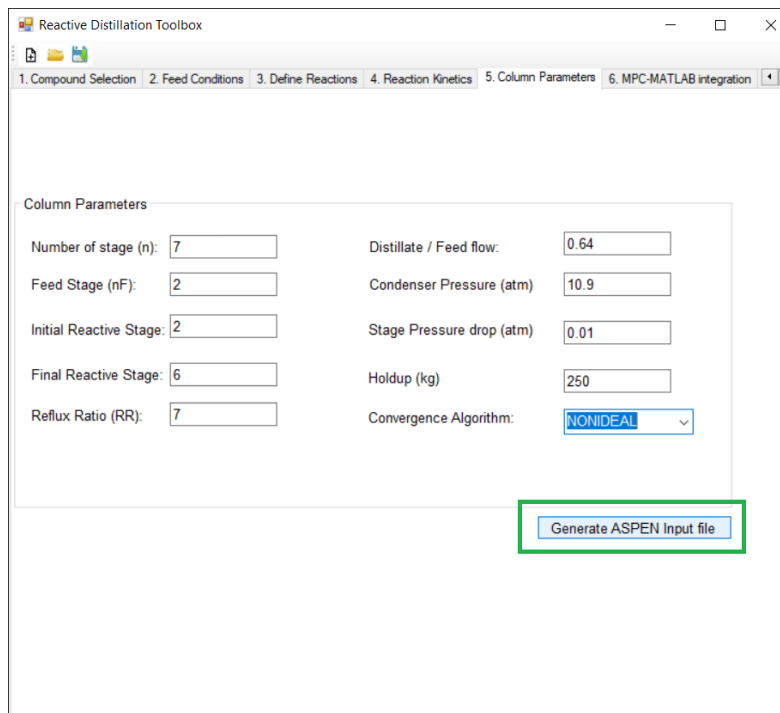 Reactive Distillation Toolbox
1. Compound Selection 2. Feed Conditions 3. Define Reactions 4. Reaction Kinetics 5. Column Parameters 6. MPC-MATLAB integration
Column Parameters
Number of stage (n): 7 Distillate / Feed flow: 0.64
Feed Stage (nF): 2 Condenser Pressure (atm) 10.9
Initial Reactive Stage: 2 Stage Pressure drop (atm) 0.01
Final Reactive Stage: 6 Holdup (kg) 250
Reflux Ratio (RR): 7 Convergence Algorithm: NONIDEAL
Generate ASPEN Input file